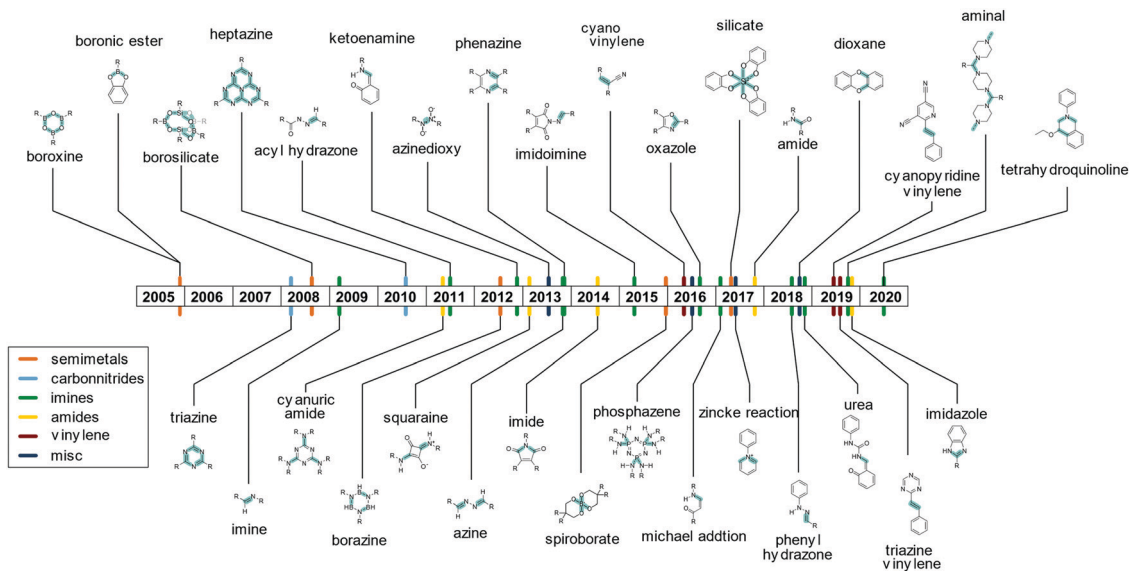 boronic ester
heptazine
ketoenamine
phenazine
cyano
vinylene
silicate
dioxane
aminal
boroxine
borosilicate
acyl hydrazone
azinedioxy
imidoimine
oxazole
amide
cyanopyridine
vinylene
tetrahydroquinoline
2005 2006 2007 2008 2009 2010 2011 2012 2013 2014 2015 2016 2017 2018 2019 2020
semimetals
carbonnitrides
imines
amides
vinylene
misc
triazine
cyanuric
amide
squaraine
imide
phosphazene
zincke reaction
urea
imidazole
imine
borazine
azine
spiroborate
michael addtion
phenyl
hydrazone
triazine
vinylene